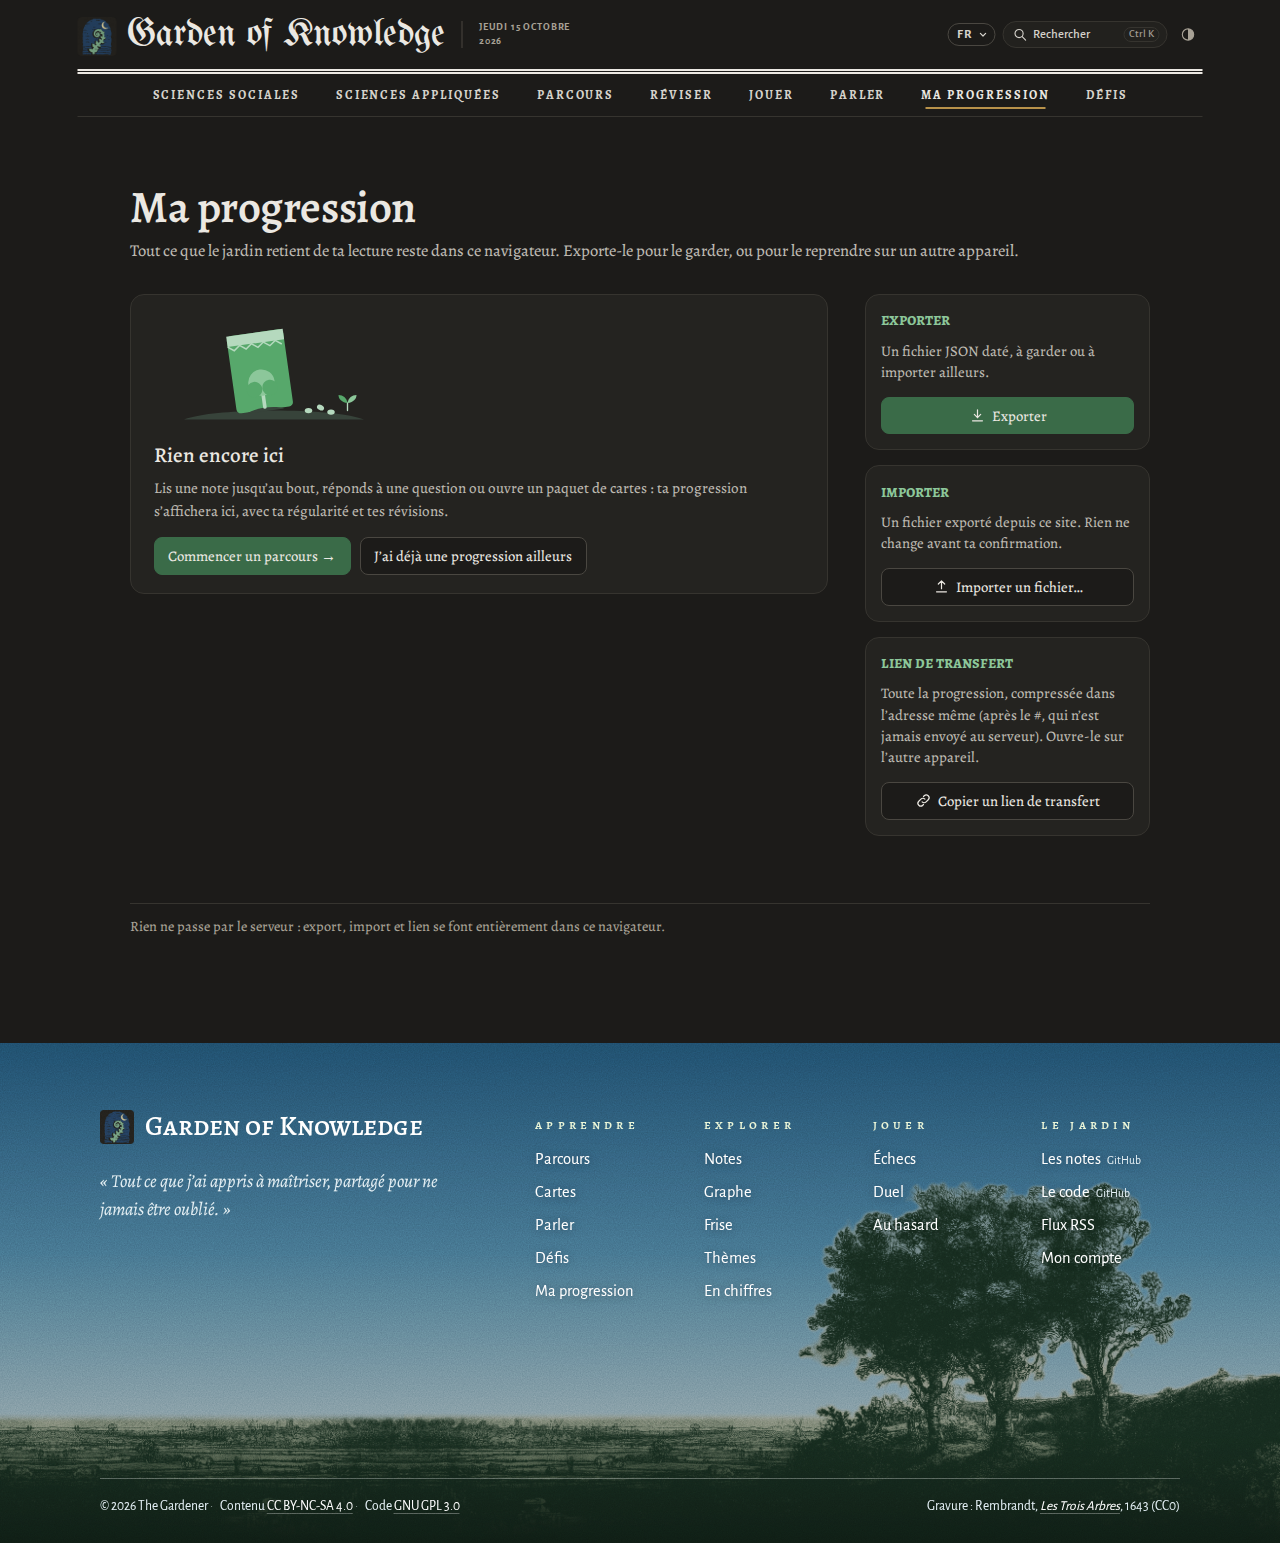 Garden of Knowledge
JEUDI 15 OCTOBRE
2026
FR
Rechercher
Ctrl K
SCIENCES SOCIALES
SCIENCES APPLIQUÉES
PARCOURS
RÉVISER
JOUER
PARLER
MA PROGRESSION
DÉFIS
Ma progression
Tout ce que le jardin retient de ta lecture reste dans ce navigateur. Exporte-le pour le garder, ou pour le reprendre sur un autre appareil.
Rien encore ici
Lis une note jusqu’au bout, réponds à une question ou ouvre un paquet de cartes : ta progression
s’affichera ici, avec ta régularité et tes révisions.
Commencer un parcours →
J’ai déjà une progression ailleurs
EXPORTER
Un fichier JSON daté, à garder ou à
importer ailleurs.
Exporter
IMPORTER
Un fichier exporté depuis ce site. Rien ne
change avant ta confirmation.
Importer un fichier…
LIEN DE TRANSFERT
Toute la progression, compressée dans
l’adresse même (après le #, qui n’est
jamais envoyé au serveur). Ouvre-le sur
l’autre appareil.
Copier un lien de transfert
Rien ne passe par le serveur : export, import et lien se font entièrement dans ce navigateur.
Garden of Knowledge
« Tout ce que j’ai appris à maîtriser, partagé pour ne
jamais être oublié. »
APPRENDRE
Parcours
Cartes
Parler
Défis
Ma progression
EXPLORER
Notes
Graphe
Frise
Thèmes
En chiffres
JOUER
Échecs
Duel
Au hasard
LE JARDIN
Les notes GitHub
Le code GitHub
Flux RSS
Mon compte
© 2026 The Gardener · Contenu CC BY-NC-SA 4.0 · Code GNU GPL 3.0
Gravure : Rembrandt, Les Trois Arbres, 1643 (CC0)